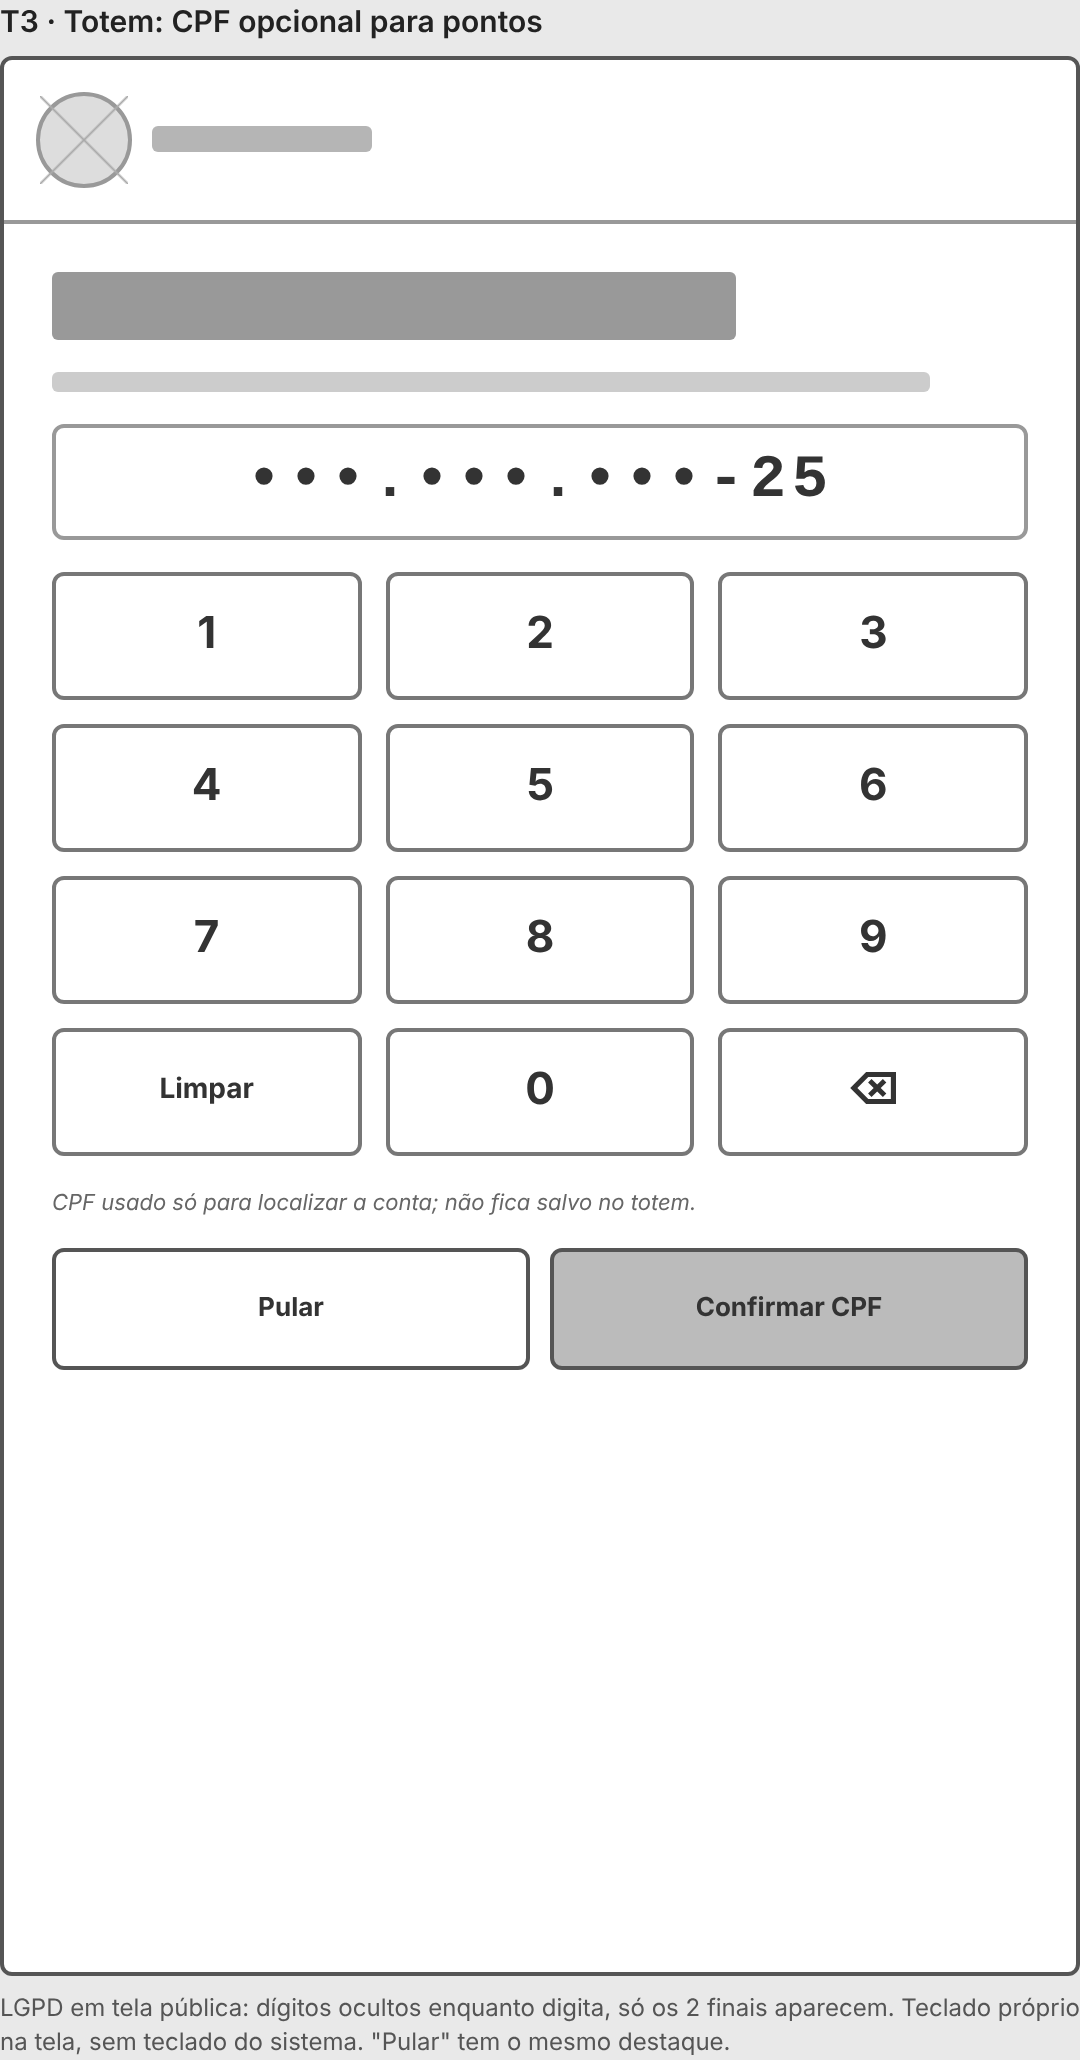 T3 · Totem: CPF opcional para pontos
•••.•••.•••-25
1 2 3
4 5 6
7 8 9
Limpar 0
CPF usado só para localizar a conta; não fica salvo no totem.
Pular Confirmar CPF
LGPD em tela pública: dígitos ocultos enquanto digita, só os 2 finais aparecem. Teclado próprio
na tela, sem teclado do sistema. "Pular" tem o mesmo destaque.